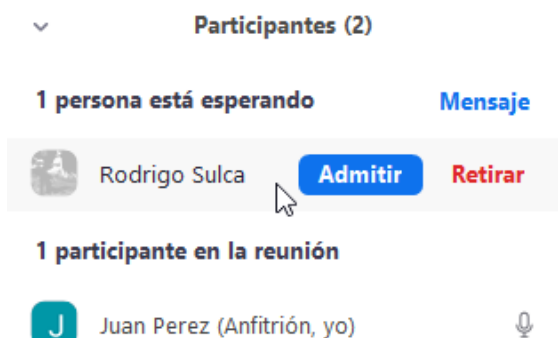 Participantes (2)
1 persona está esperando Mensaje
Rodrigo Sulca Admitir Retirar
1 participante en la reunión
J Juan Perez (Anfitrión, yo)